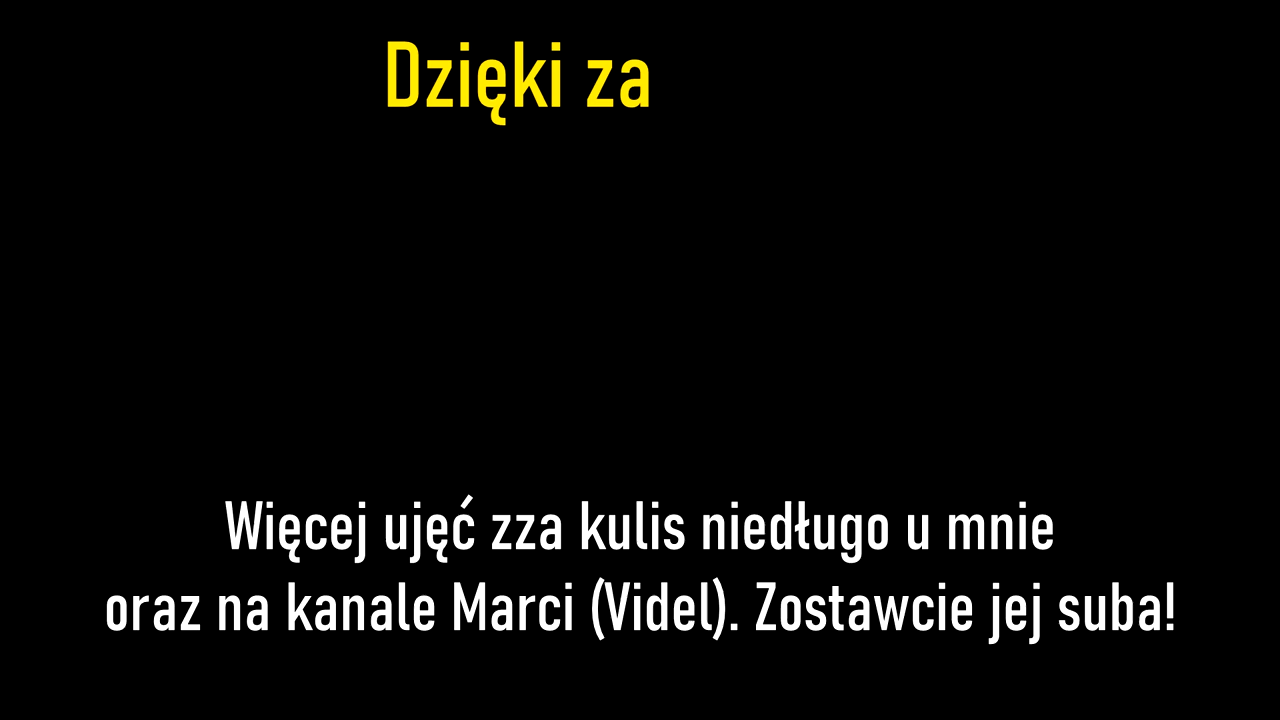 Dzięki za
Więcej ujęć zza kulis niedługo u mnie
oraz na kanale Marci (Videl). Zostawcie jej suba!